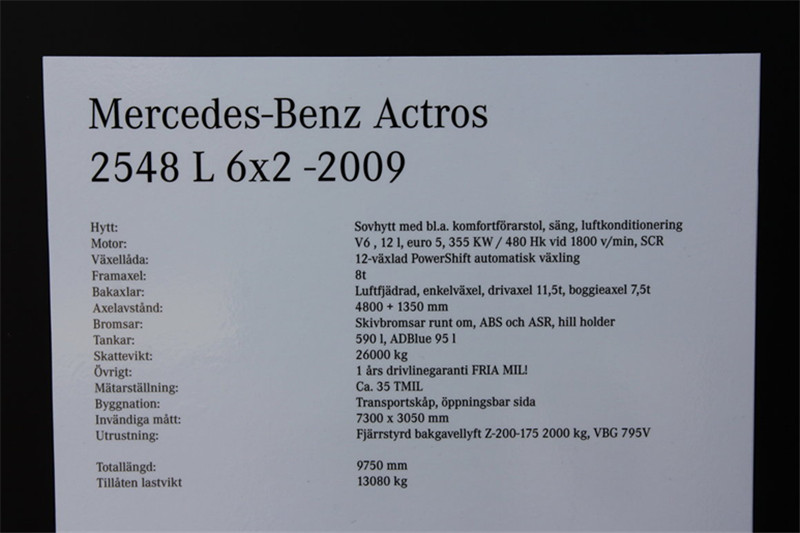 Mercedes-Benz Actros
2548 L 6x2 -2009
Hytt: Sovhytt med bl.a. komfortförarstol, säng, luftkonditionering
Motor: V6 , 12 l, euro 5, 355 KW / 480 Hk vid 1800 v/min, SCR
Växellåda: 12-växlad PowerShift automatisk växling
Framaxel: 8t
Bakaxlar: Luftfjädrad, enkelväxel, drivaxel 11,5t, boggieaxel 7,5t
Axelavstånd: 4800 + 1350 mm
Bromsar: Skivbromsar runt om, ABS och ASR, hill holder
Tankar: 590 l, ADBlue 95 l
Skattevikt: 26000 kg
Övrigt: 1 års drivlinegaranti FRIA MIL!
Mätarställning: Ca. 35 TMIL
Byggnation: Transportskåp, öppningsbar sida
Invändiga mått: 7300 x 3050 mm
Utrustning: Fjärrstyrd bakgavellyft Z-200-175 2000 kg, VBG 795V
Totallängd: 9750 mm
Tillåten lastvikt 13080 kg